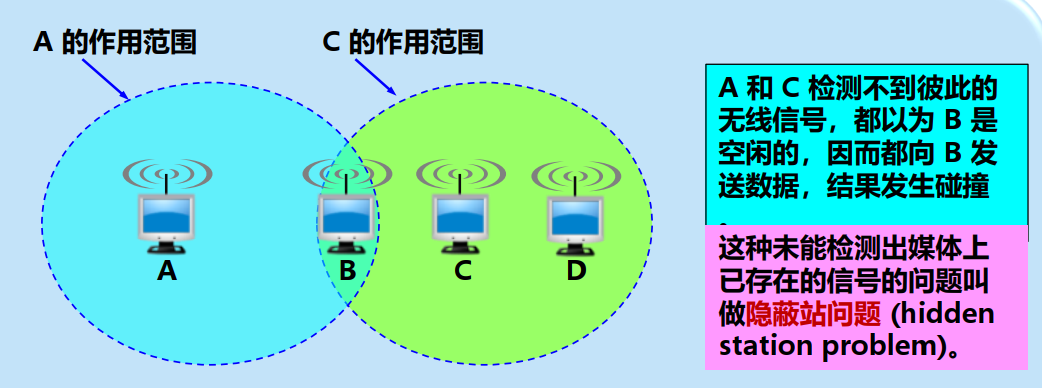 A 的作用范围
C 的作用范围
A
B
C
D
A 和 C 检测不到彼此的
无线信号，都以为 B 是
空闲的，因而都向 B 发
送数据，结果发生碰撞
。
这种未能检测出媒体上
已存在的信号的问题叫
做隐蔽站问题 (hidden
station problem)。